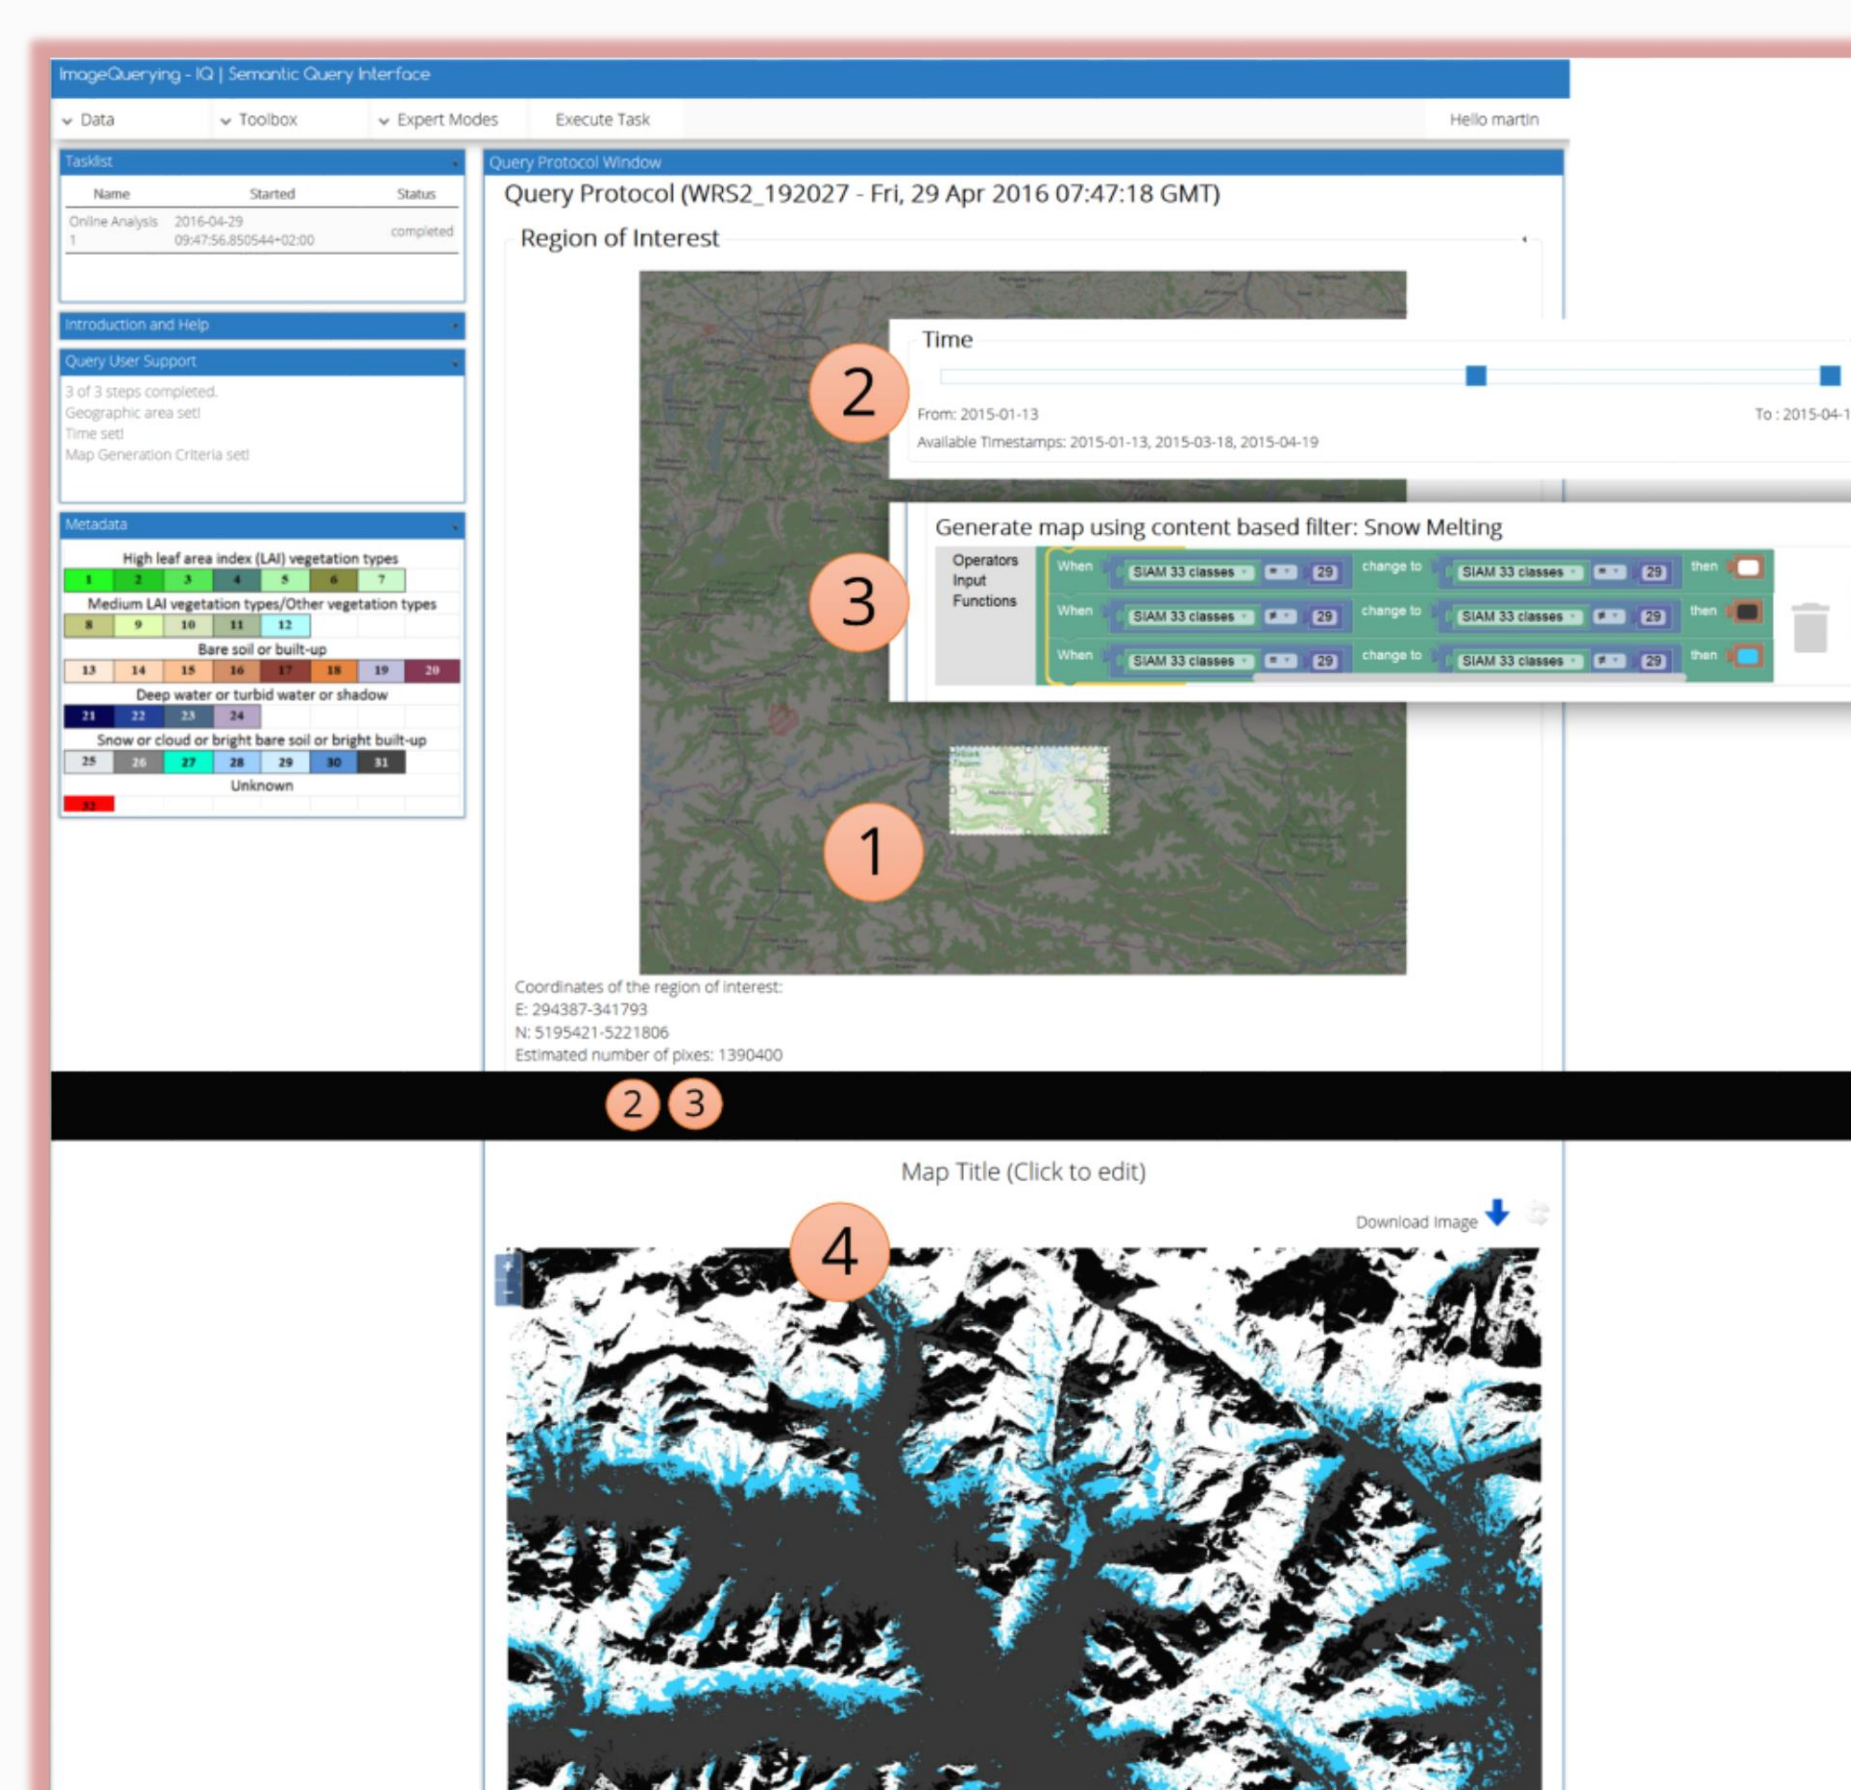 ImageQuerying - IQ | Semantic Query Interface
Data Toolbox Expert Modes Execute Task Hello martin
Tasklist
Name Started Status
Online Analysis 1 2016-04-29 09:47:56.850544+02:00 completed
Introduction and Help
Query User Support
3 of 3 steps completed.
Geographic area set!
Time set!
Map Generation Criteria set!
Metadata
High leaf area index (LAI) vegetation types
1 2 3 4 5 6 7
Medium LAI vegetation types/Other vegetation types
8 9 10 11 12
Bare soil or built-up
13 14 15 16 17 18 19 20
Deep water or turbid water or shadow
21 22 23 24
Snow or cloud or bright bare soil or bright built-up
25 26 27 28 29 30 31
Unknown
32
Query Protocol Window
Query Protocol (WRS2_192027 - Fri, 29 Apr 2016 07:47:18 GMT)
Region of Interest
2
Time
From: 2015-01-13 To : 2015-04-1
Available Timestamps: 2015-01-13, 2015-03-18, 2015-04-19
3
Generate map using content based filter: Snow Melting
Operators
Input
Functions
When SIAM 33 classes = 29 change to SIAM 33 classes = 29 then
When SIAM 33 classes ≠ 29 change to SIAM 33 classes ≠ 29 then
When SIAM 33 classes = 29 change to SIAM 33 classes ≠ 29 then
1
Coordinates of the region of interest:
E: 294387-341793
N: 5195421-5221806
Estimated number of pixes: 1390400
2 3
Map Title (Click to edit)
Download Image
4
+
−